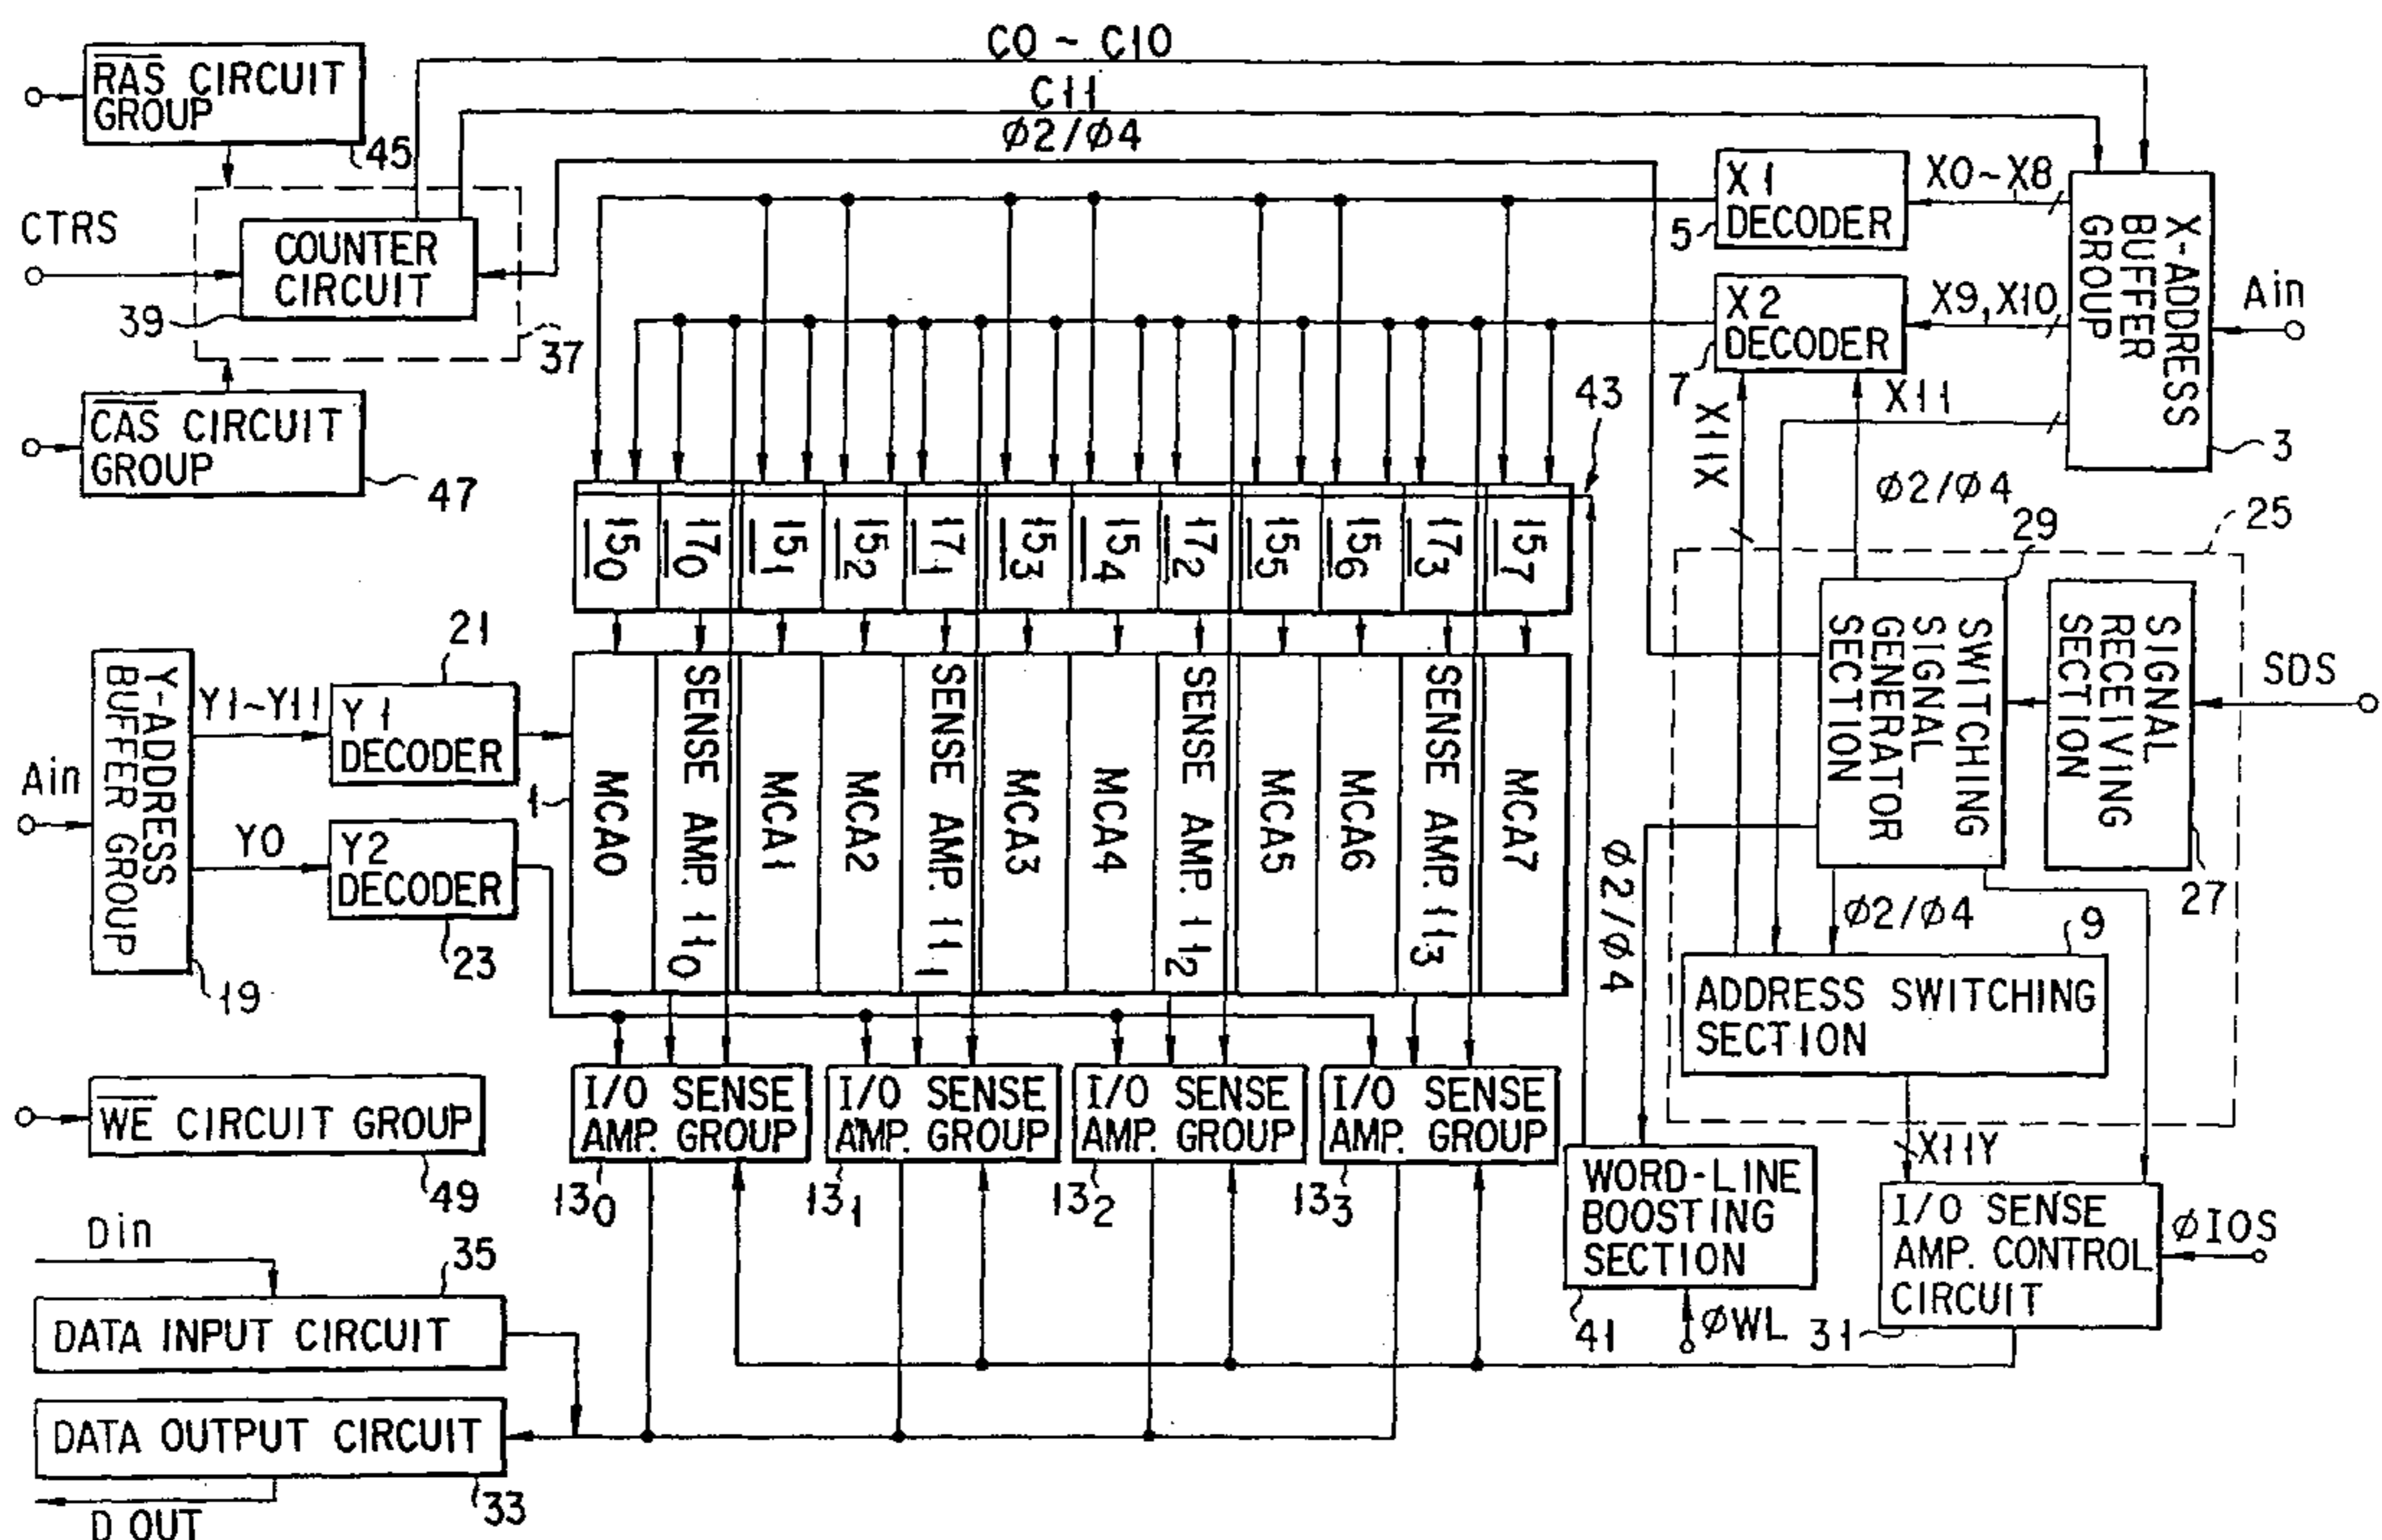 C0 ~ C10
C11
φ2/φ4
RAS CIRCUIT
GROUP
45
CTRS
COUNTER
CIRCUIT
39
37
CAS CIRCUIT
GROUP
47
X1
DECODER
5
X0~X8
X2
DECODER
7
X9,X10
X-ADDRESS
BUFFER
GROUP
Ain
3
X11
X11X
φ2/φ4
43
150
170
151
152
171
153
154
172
155
156
173
157
25
29
SWITCHING
SIGNAL
GENERATOR
SECTION
SIGNAL
RECEIVING
SECTION
SDS
27
Y-ADDRESS
BUFFER GROUP
Ain
19
Y1~Y11
21
Y1
DECODER
Y0
Y2
DECODER
23
1
MCA0
SENSE AMP. 110
MCA1
MCA2
SENSE AMP. 111
MCA3
MCA4
SENSE AMP. 112
MCA5
MCA6
SENSE AMP. 113
MCA7
φ2/φ4
φ2/φ4
9
ADDRESS SWITCHING
SECTION
WE CIRCUIT GROUP
49
I/O SENSE
AMP. GROUP
130
I/O SENSE
AMP. GROUP
131
I/O SENSE
AMP. GROUP
132
I/O SENSE
AMP. GROUP
133
WORD-LINE
BOOSTING
SECTION
41
φWL
X11Y
I/O SENSE
AMP. CONTROL
CIRCUIT
31
φIOS
Din
35
DATA INPUT CIRCUIT
DATA OUTPUT CIRCUIT
33
D OUT